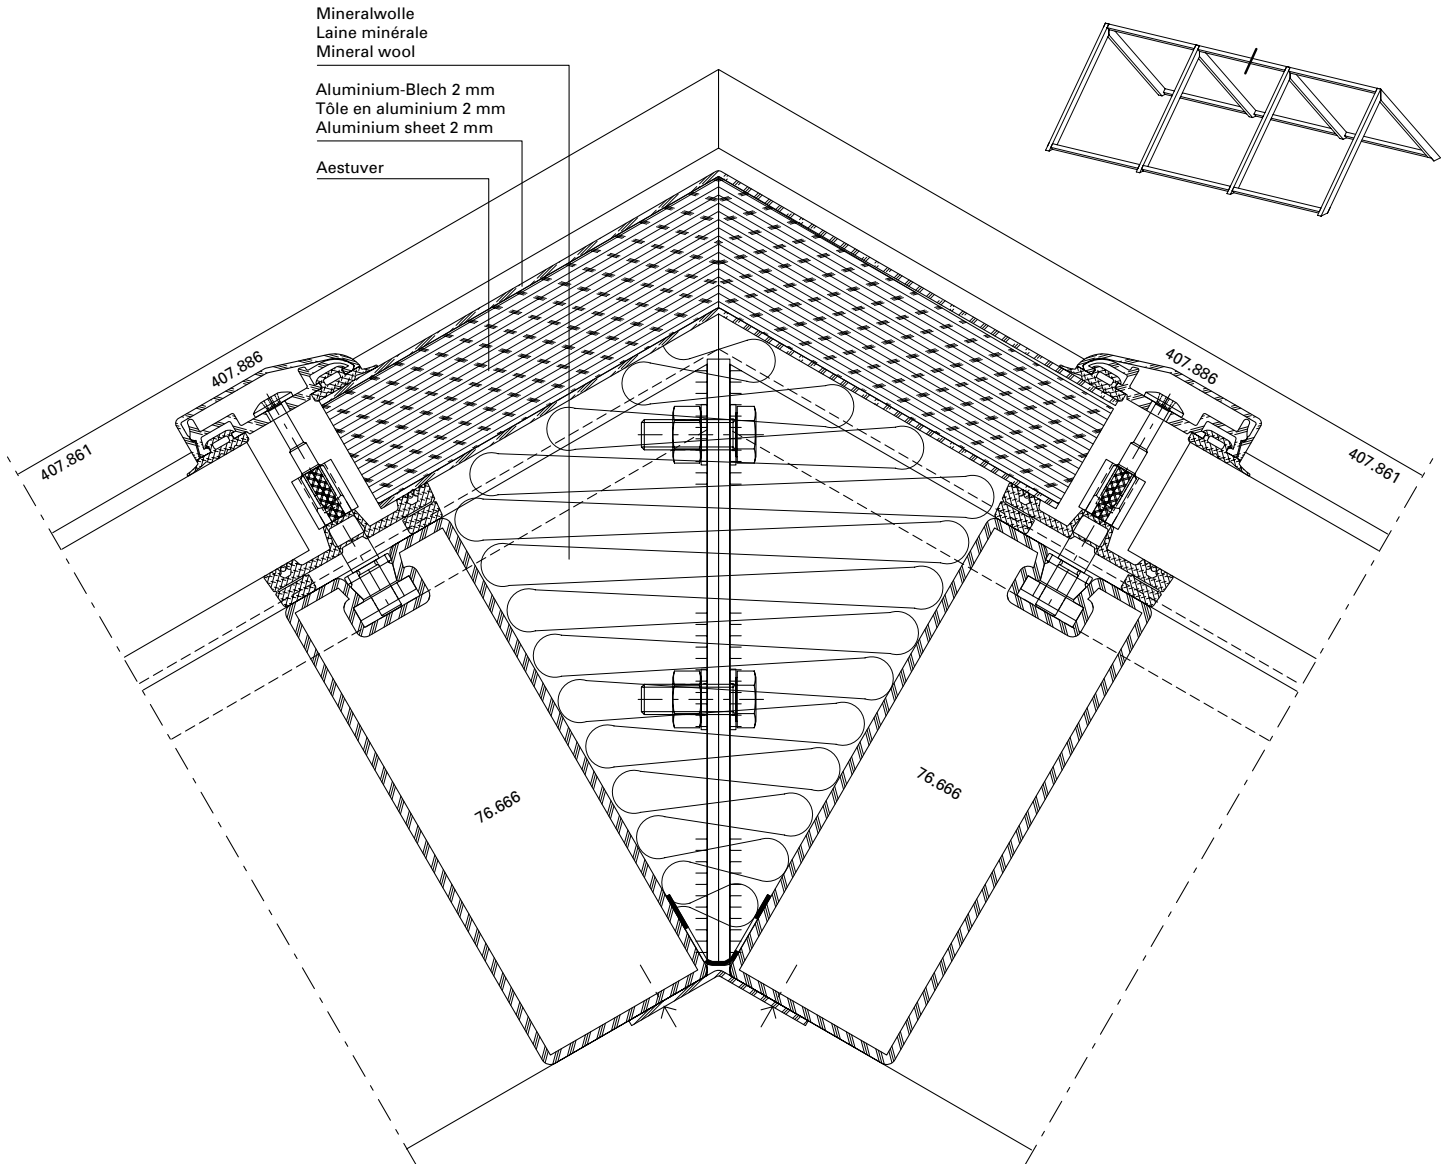 Mineralwolle
Laine minérale
Mineral wool
Aluminium-Blech 2 mm
Tôle en aluminium 2 mm
Aluminium sheet 2 mm
Aestuver
407.886
407.886
407.861
407.861
76.666
76.666